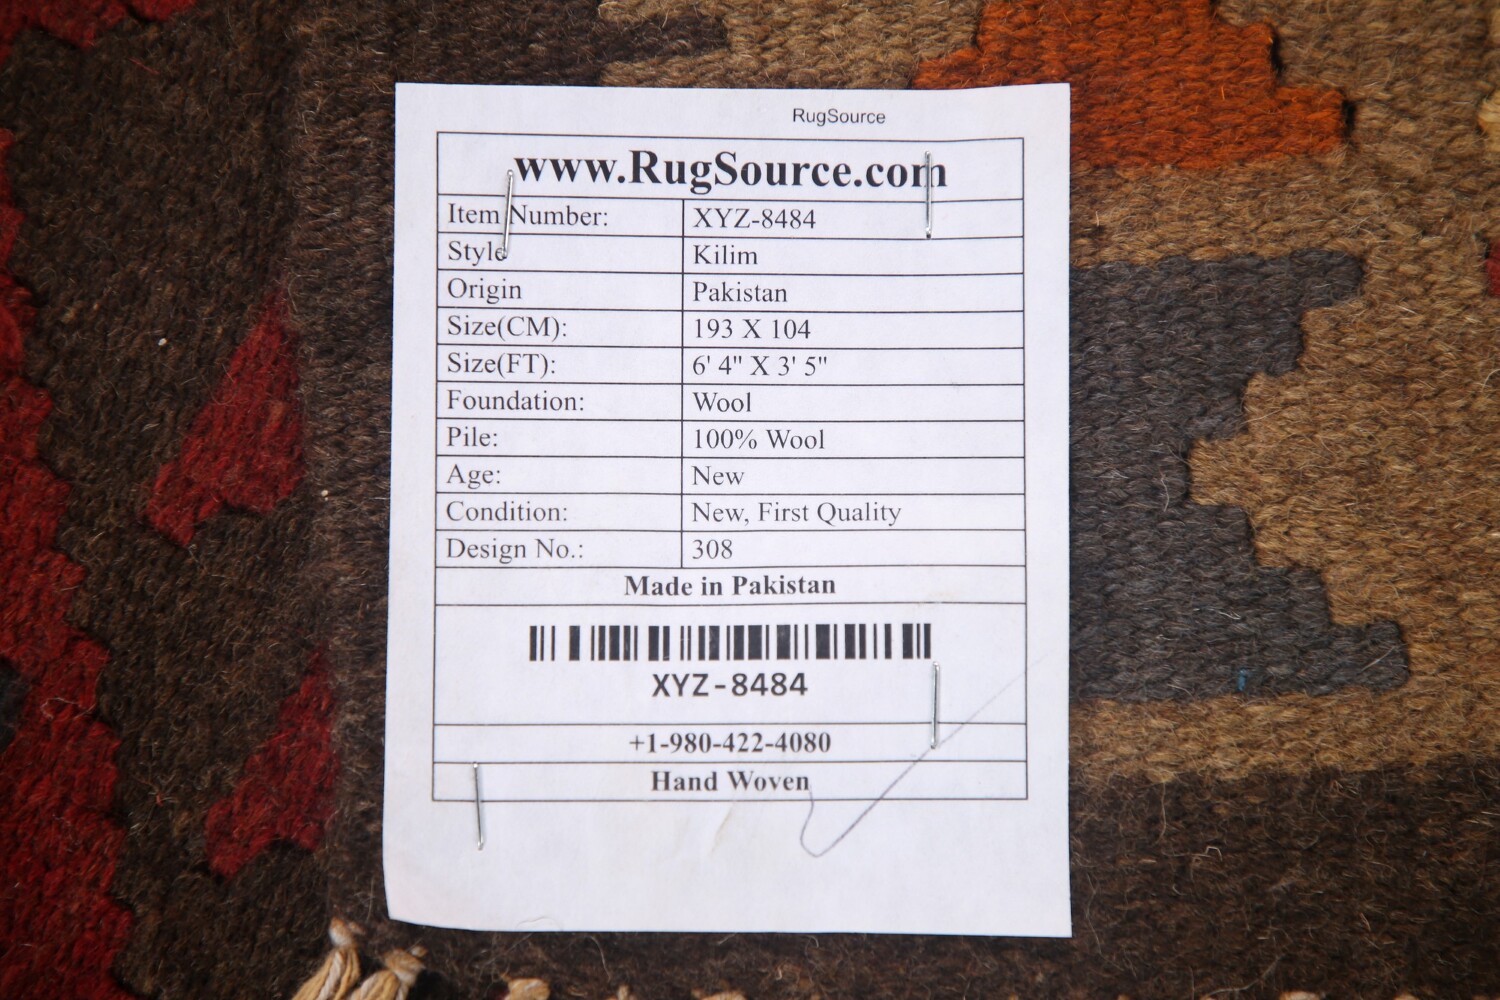 RugSource
www.RugSource.com
Item Number: XYZ-8484
Style Kilim
Origin Pakistan
Size(CM): 193 X 104
Size(FT): 6' 4" X 3' 5"
Foundation: Wool
Pile: 100% Wool
Age: New
Condition: New, First Quality
Design No.: 308
Made in Pakistan
XYZ-8484
+1-980-422-4080
Hand Woven